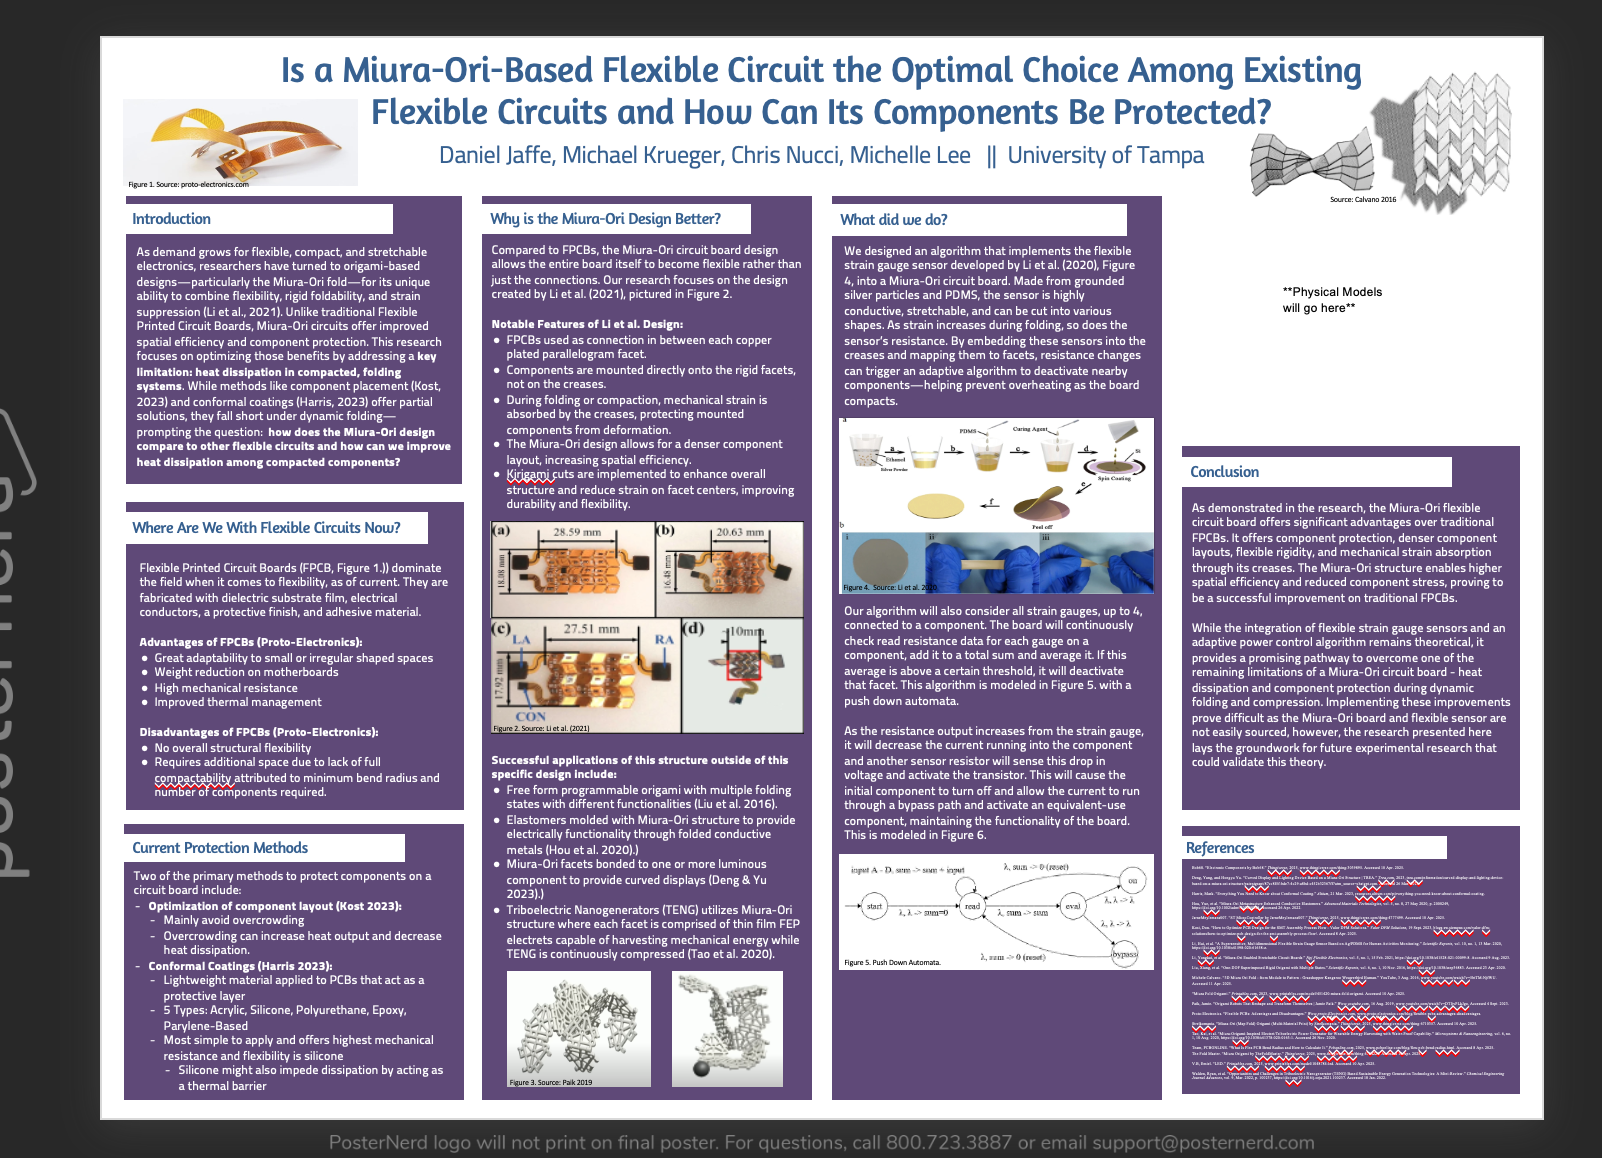 Is a Miura-Ori-Based Flexible Circuit the Optimal Choice Among Existing
Flexible Circuits and How Can Its Components Be Protected?
Daniel Jaffe, Michael Krueger, Chris Nucci, Michelle Lee || University of Tampa
Figure 1. Source: proto-electronics.com
Source: Calvano 2016
Introduction
As demand grows for flexible, compact, and stretchable
electronics, researchers have turned to origami-based
designs—particularly the Miura-Ori fold—for its unique
ability to combine flexibility, rigid foldability, and strain
suppression (Li et al., 2021). Unlike traditional Flexible
Printed Circuit Boards, Miura-Ori circuits offer improved
spatial efficiency and component protection. This research
focuses on optimizing those benefits by addressing a key
limitation: heat dissipation in compacted, folding
systems. While methods like component placement (Kost,
2023) and conformal coatings (Harris, 2023) offer partial
solutions, they fall short under dynamic folding—
prompting the question: how does the Miura-Ori design
compare to other flexible circuits and how can we improve
heat dissipation among compacted components?
Where Are We With Flexible Circuits Now?
Flexible Printed Circuit Boards (FPCB, Figure 1.)) dominate
the field when it comes to flexibility, as of current. They are
fabricated with dielectric substrate film, electrical
conductors, a protective finish, and adhesive material.
Advantages of FPCBs (Proto-Electronics):
● Great adaptability to small or irregular shaped spaces
● Weight reduction on motherboards
● High mechanical resistance
● Improved thermal management
Disadvantages of FPCBs (Proto-Electronics):
● No overall structural flexibility
● Requires additional space due to lack of full
compactability attributed to minimum bend radius and
number of components required.
Current Protection Methods
Two of the primary methods to protect components on a
circuit board include:
- Optimization of component layout (Kost 2023):
- Mainly avoid overcrowding
- Overcrowding can increase heat output and decrease
heat dissipation.
- Conformal Coatings (Harris 2023):
- Lightweight material applied to PCBs that act as a
protective layer
- 5 Types: Acrylic, Silicone, Polyurethane, Epoxy,
Parylene-Based
- Most simple to apply and offers highest mechanical
resistance and flexibility is silicone
- Silicone might also impede dissipation by acting as
a thermal barrier
Why is the Miura-Ori Design Better?
Compared to FPCBs, the Miura-Ori circuit board design
allows the entire board itself to become flexible rather than
just the connections. Our research focuses on the design
created by Li et al. (2021), pictured in Figure 2.
Notable Features of Li et al. Design:
● FPCBs used as connection in between each copper
plated parallelogram facet.
● Components are mounted directly onto the rigid facets,
not on the creases.
● During folding or compaction, mechanical strain is
absorbed by the creases, protecting mounted
components from deformation.
● The Miura-Ori design allows for a denser component
layout, increasing spatial efficiency.
● Kirigami cuts are implemented to enhance overall
structure and reduce strain on facet centers, improving
durability and flexibility.
(a) 28.59 mm 18.88 mm
(b) 20.63 mm 16.48 mm
(c) 27.51 mm LA RA 17.92 mm CON
(d) ~10mm
Figure 2. Source: Li et al. (2021)
Successful applications of this structure outside of this
specific design include:
● Free form programmable origami with multiple folding
states with different functionalities (Liu et al. 2016).
● Elastomers molded with Miura-Ori structure to provide
electrically functionality through folded conductive
metals (Hou et al. 2020).)
● Miura-Ori facets bonded to one or more luminous
component to provide curved displays (Deng & Yu
2023).)
● Triboelectric Nanogenerators (TENG) utilizes Miura-Ori
structure where each facet is comprised of thin film FEP
electrets capable of harvesting mechanical energy while
TENG is continuously compressed (Tao et al. 2020).
Figure 3. Source: Paik 2019
What did we do?
We designed an algorithm that implements the flexible
strain gauge sensor developed by Li et al. (2020), Figure
4, into a Miura-Ori circuit board. Made from grounded
silver particles and PDMS, the sensor is highly
conductive, stretchable, and can be cut into various
shapes. As strain increases during folding, so does the
sensor's resistance. By embedding these sensors into the
creases and mapping them to facets, resistance changes
can trigger an adaptive algorithm to deactivate nearby
components—helping prevent overheating as the board
compacts.
a
PDMS
Curing Agent
a b c d
Ethanol
Silver Powder
St
Spin Coating
e
f
Peel off
b
i ii iii
Figure 4. Source: Li et al. 2020
Our algorithm will also consider all strain gauges, up to 4,
connected to a component. The board will continuously
check read resistance data for each gauge on a
component, add it to a total sum and average it. If this
average is above a certain threshold, it will deactivate
that facet. This algorithm is modeled in Figure 5. with a
push down automata.
As the resistance output increases from the strain gauge,
it will decrease the current running into the component
and another sensor resistor will sense this drop in
voltage and activate the transistor. This will cause the
initial component to turn off and allow the current to run
through a bypass path and activate an equivalent-use
component, maintaining the functionality of the board.
This is modeled in Figure 6.
input A - D, sum -> sum + input
λ, sum -> 0 (reset)
on
start
read
eval
λ, λ -> λ
λ, λ -> sum=0
λ, sum -> sum
λ, λ -> λ
λ, sum -> 0 (reset)
bypass
Figure 5. Push Down Automata.
**Physical Models
will go here**
Conclusion
As demonstrated in the research, the Miura-Ori flexible
circuit board offers significant advantages over traditional
FPCBs. It offers component protection, denser component
layouts, flexible rigidity, and mechanical strain absorption
through its creases. The Miura-Ori structure enables higher
spatial efficiency and reduced component stress, proving to
be a successful improvement on traditional FPCBs.
While the integration of flexible strain gauge sensors and an
adaptive power control algorithm remains theoretical, it
provides a promising pathway to overcome one of the
remaining limitations of a Miura-Ori circuit board - heat
dissipation and component protection during dynamic
folding and compression. Implementing these improvements
prove difficult as the Miura-Ori board and flexible sensor are
not easily sourced, however, the research presented here
lays the groundwork for future experimental research that
could validate this theory.
References
PosterNerd logo will not print on final poster. For questions, call 800.723.3887 or email support@posternerd.com